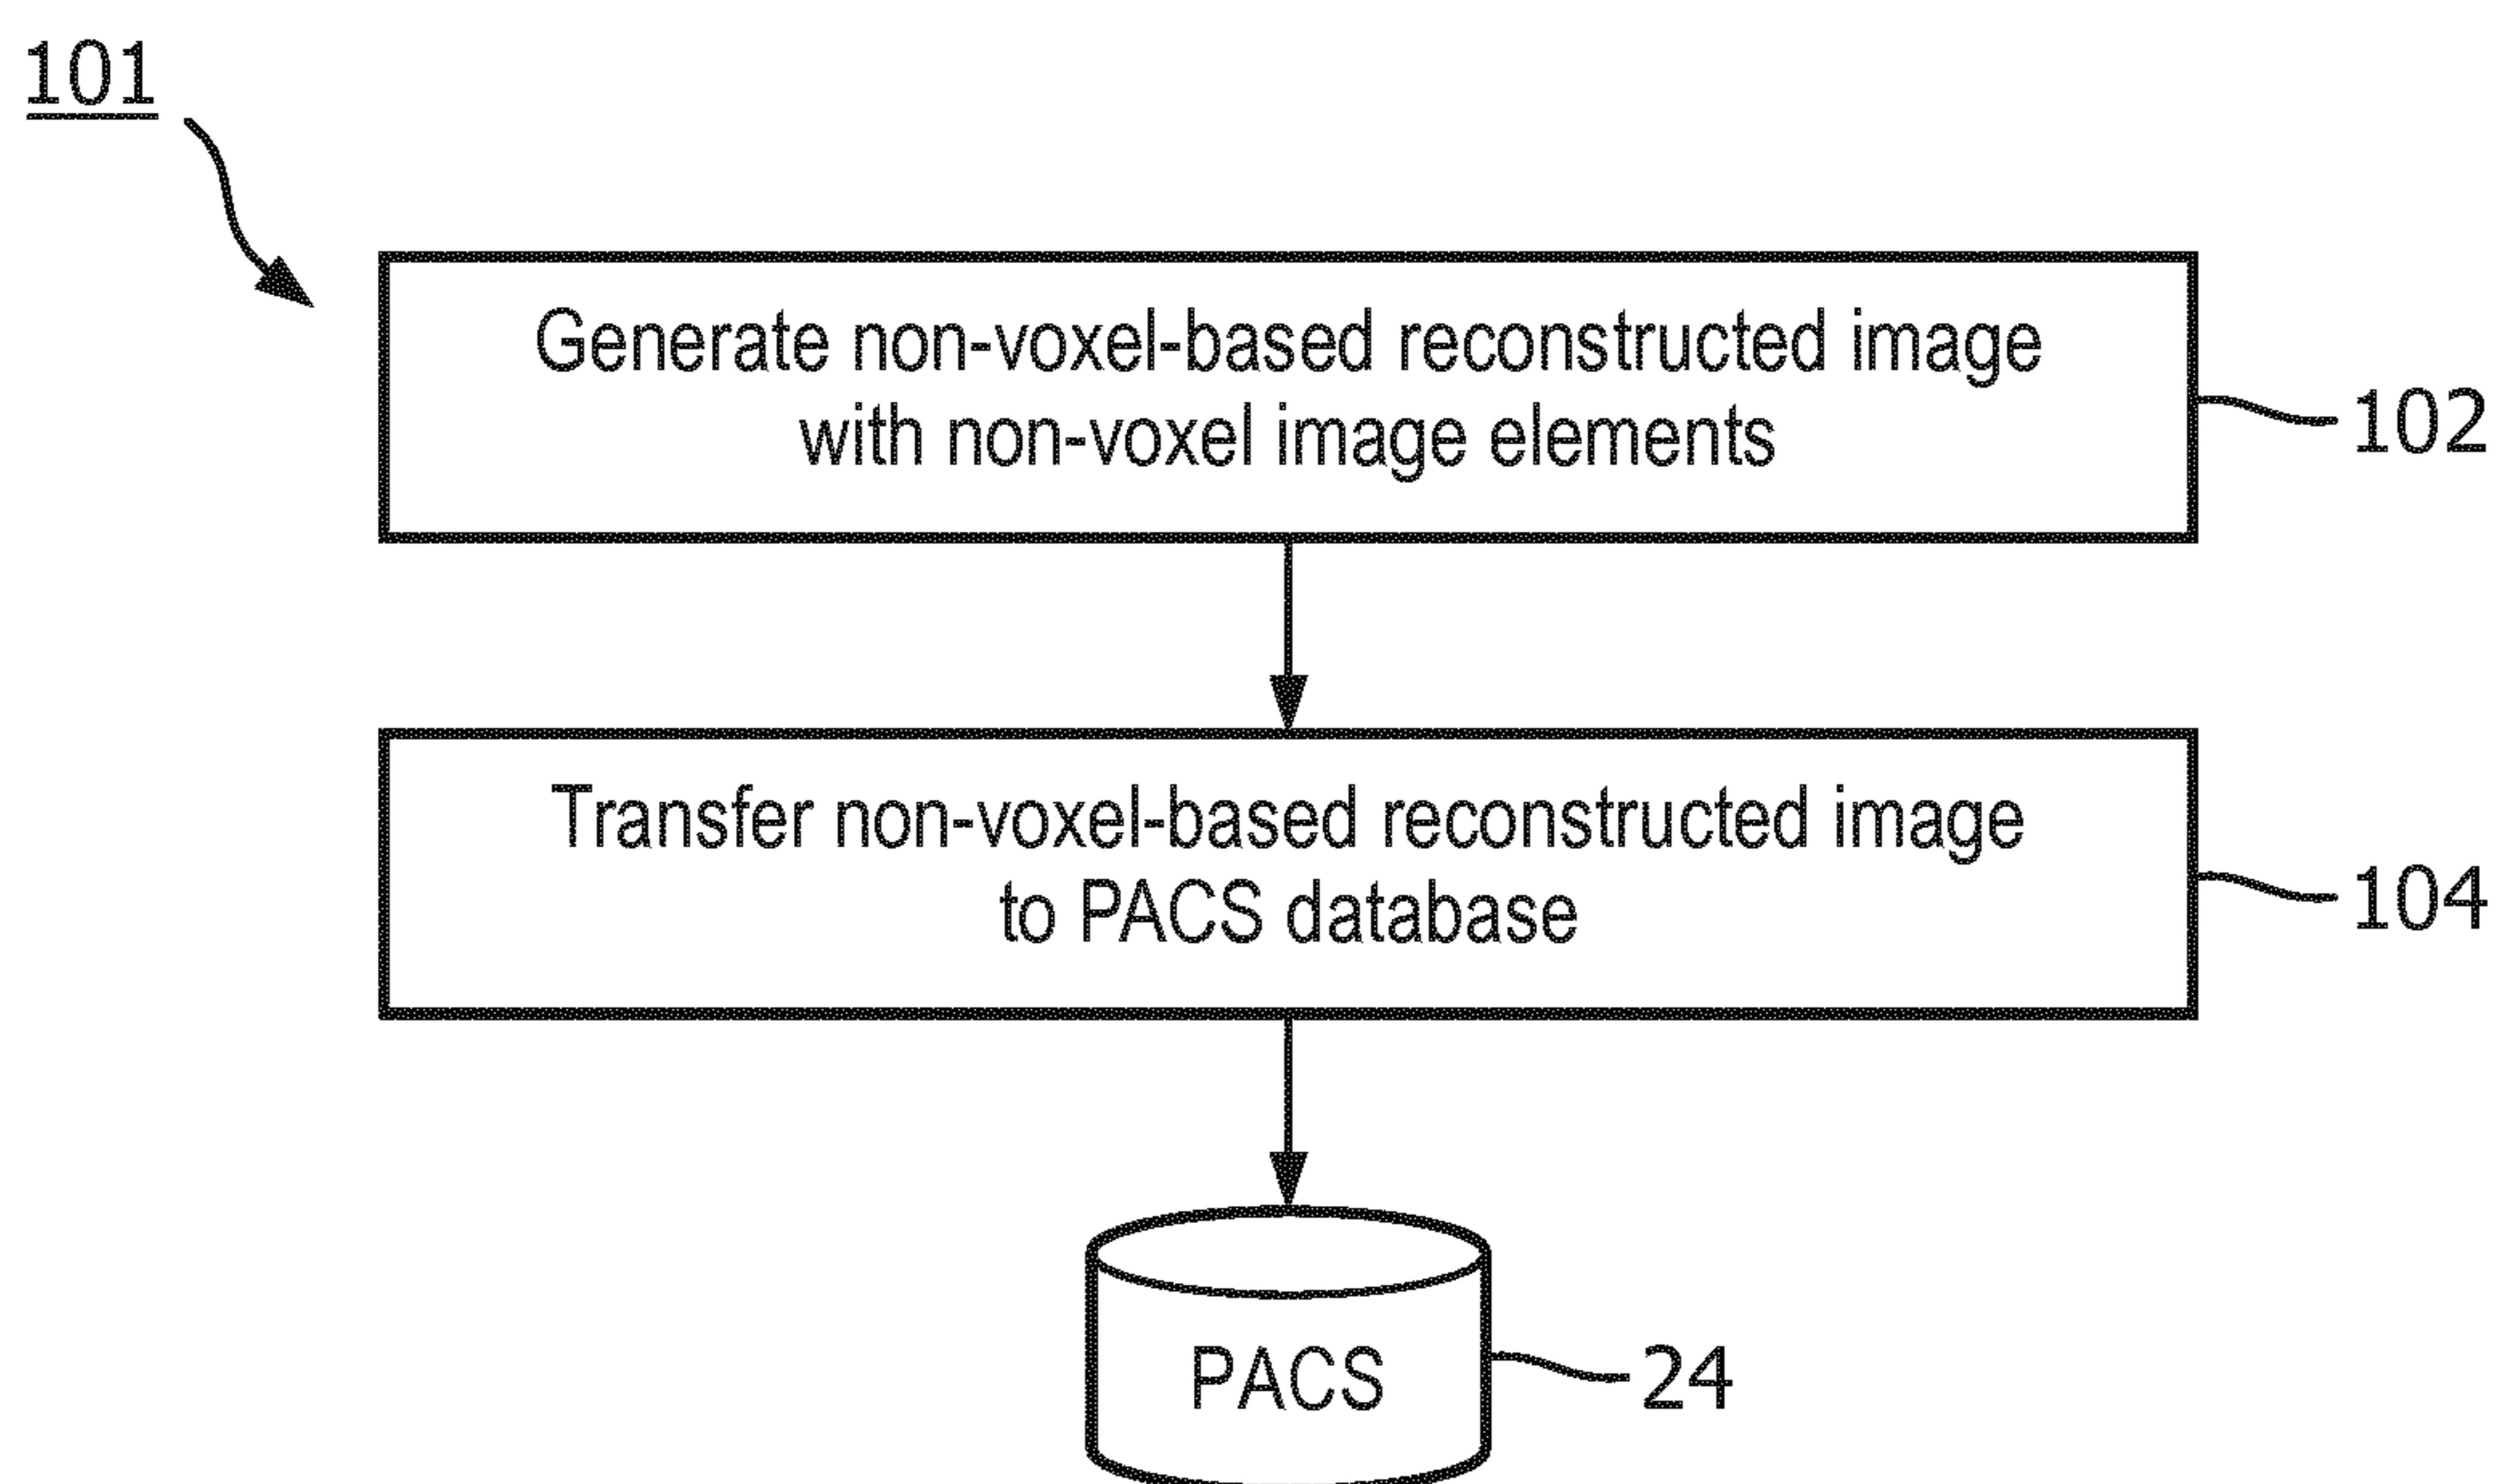 101
Generate non-voxel-based reconstructed image
with non-voxel image elements
102
Transfer non-voxel-based reconstructed image
to PACS database
104
PACS
24